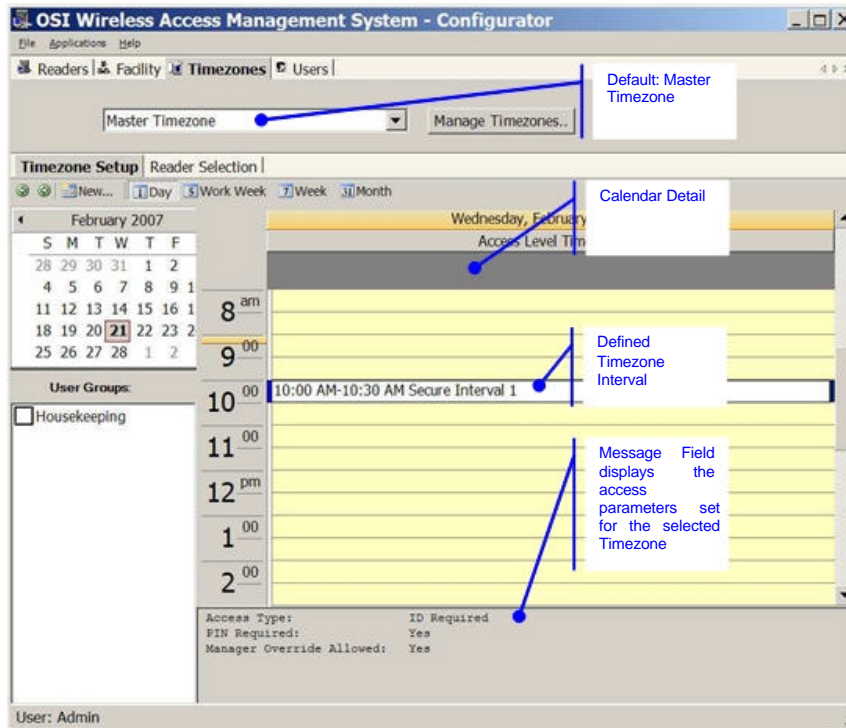 OSI Wireless Access Management System - Configurator
File Applications Help
Readers Facility Timezones Users
Default: Master
Timezone
Master Timezone
Manage Timezones..
Timezone Setup Reader Selection
New... Day Work Week Week Month
Calendar Detail
February 2007
Wednesday, February
S M T W T F
Access Level Tim
28 29 30 31 1 2
4 5 6 7 8 9 1
11 12 13 14 15 16 1
18 19 20 21 22 23 2
25 26 27 28 1 2
8 am
9 00
Defined
Timezone
Interval
User Groups:
Housekeeping
10 00
10:00 AM-10:30 AM Secure Interval 1
11 00
12 pm
1 00
2 00
Message Field
displays the
access
parameters set
for the selected
Timezone
Access Type: ID Required
PIN Required: Yes
Manager Override Allowed: Yes
User: Admin